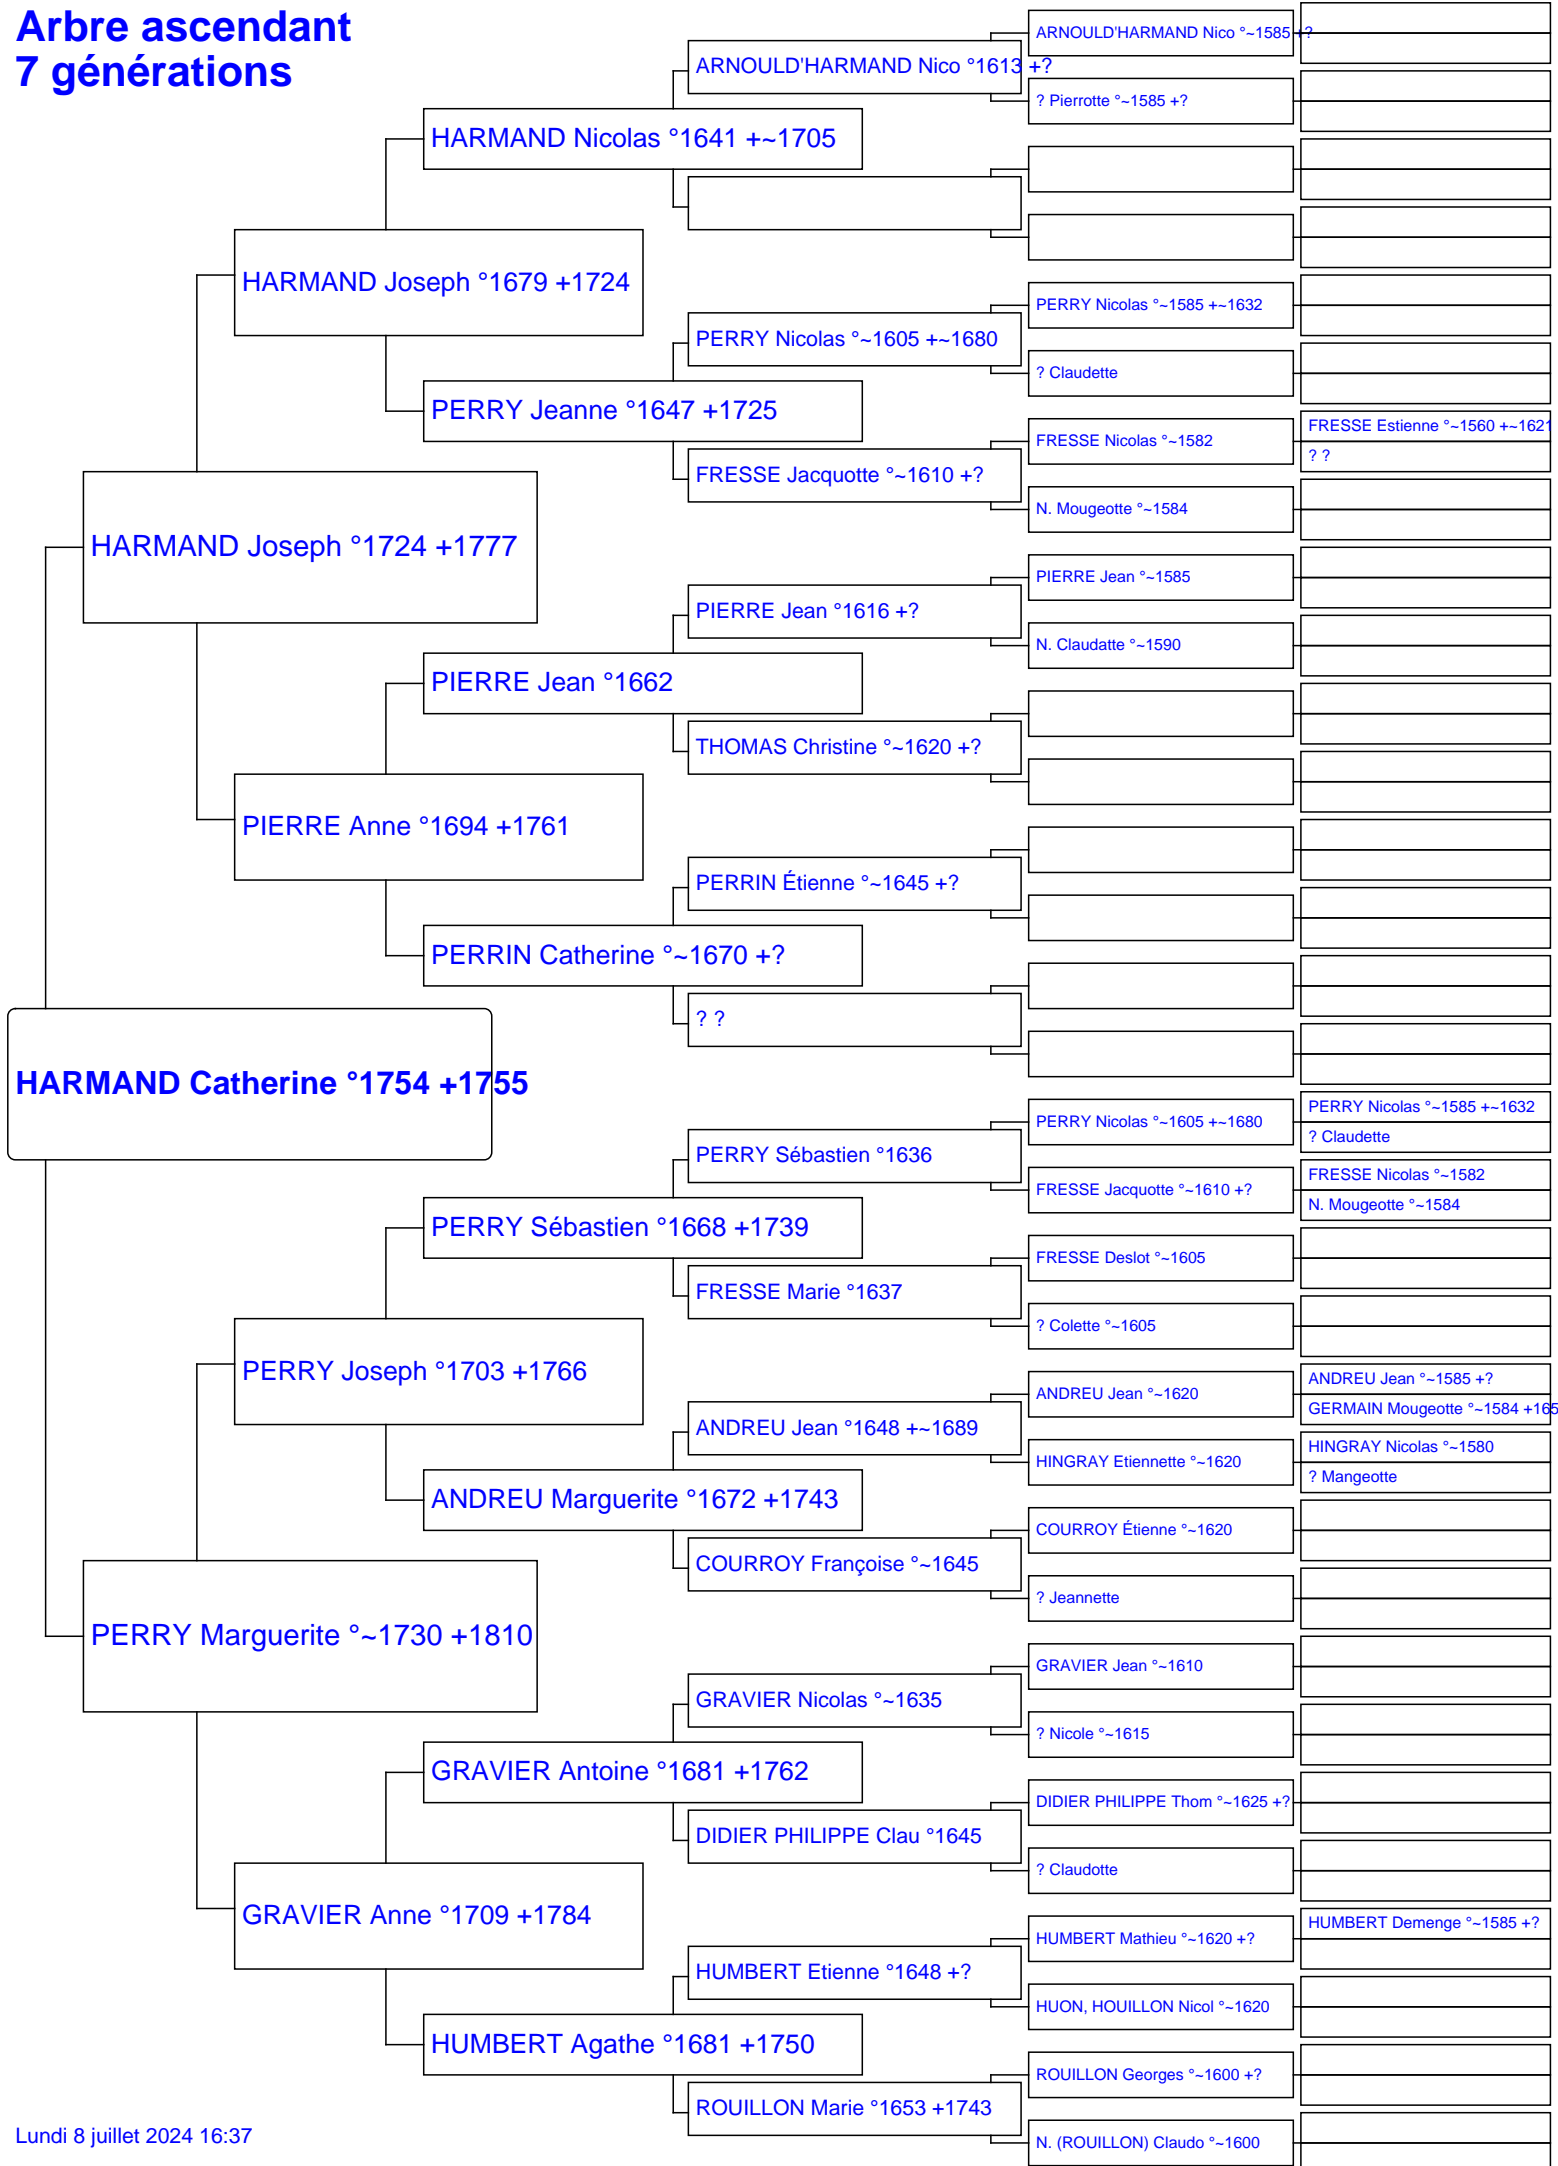 Arbre ascendant
7 générations
ARNOULD'HARMAND Nico °~1585 +?
ARNOULD'HARMAND Nico °1613 +?
? Pierrotte °~1585 +?
HARMAND Nicolas °1641 +~1705
HARMAND Joseph °1679 +1724
PERRY Nicolas °~1585 +~1632
PERRY Nicolas °~1605 +~1680
? Claudette
PERRY Jeanne °1647 +1725
FRESSE Estienne °~1560 +~1621
FRESSE Nicolas °~1582
? ?
FRESSE Jacquotte °~1610 +?
N. Mougeotte °~1584
HARMAND Joseph °1724 +1777
PIERRE Jean °~1585
PIERRE Jean °1616 +?
N. Claudatte °~1590
PIERRE Jean °1662
THOMAS Christine °~1620 +?
PIERRE Anne °1694 +1761
PERRIN Étienne °~1645 +?
PERRIN Catherine °~1670 +?
? ?
HARMAND Catherine °1754 +1755
PERRY Nicolas °~1585 +~1632
PERRY Nicolas °~1605 +~1680
? Claudette
PERRY Sébastien °1636
FRESSE Nicolas °~1582
FRESSE Jacquotte °~1610 +?
N. Mougeotte °~1584
PERRY Sébastien °1668 +1739
FRESSE Deslot °~1605
FRESSE Marie °1637
? Colette °~1605
PERRY Joseph °1703 +1766
ANDREU Jean °~1585 +?
ANDREU Jean °~1620
GERMAIN Mougeotte °~1584 +165
ANDREU Jean °1648 +~1689
HINGRAY Nicolas °~1580
HINGRAY Etiennette °~1620
? Mangeotte
ANDREU Marguerite °1672 +1743
COURROY Étienne °~1620
COURROY Françoise °~1645
? Jeannette
PERRY Marguerite °~1730 +1810
GRAVIER Jean °~1610
GRAVIER Nicolas °~1635
? Nicole °~1615
GRAVIER Antoine °1681 +1762
DIDIER PHILIPPE Thom °~1625 +?
DIDIER PHILIPPE Clau °1645
? Claudotte
GRAVIER Anne °1709 +1784
HUMBERT Demenge °~1585 +?
HUMBERT Mathieu °~1620 +?
HUMBERT Etienne °1648 +?
HUON, HOUILLON Nicol °~1620
HUMBERT Agathe °1681 +1750
ROUILLON Georges °~1600 +?
ROUILLON Marie °1653 +1743
N. (ROUILLON) Claudo °~1600
Lundi 8 juillet 2024 16:37